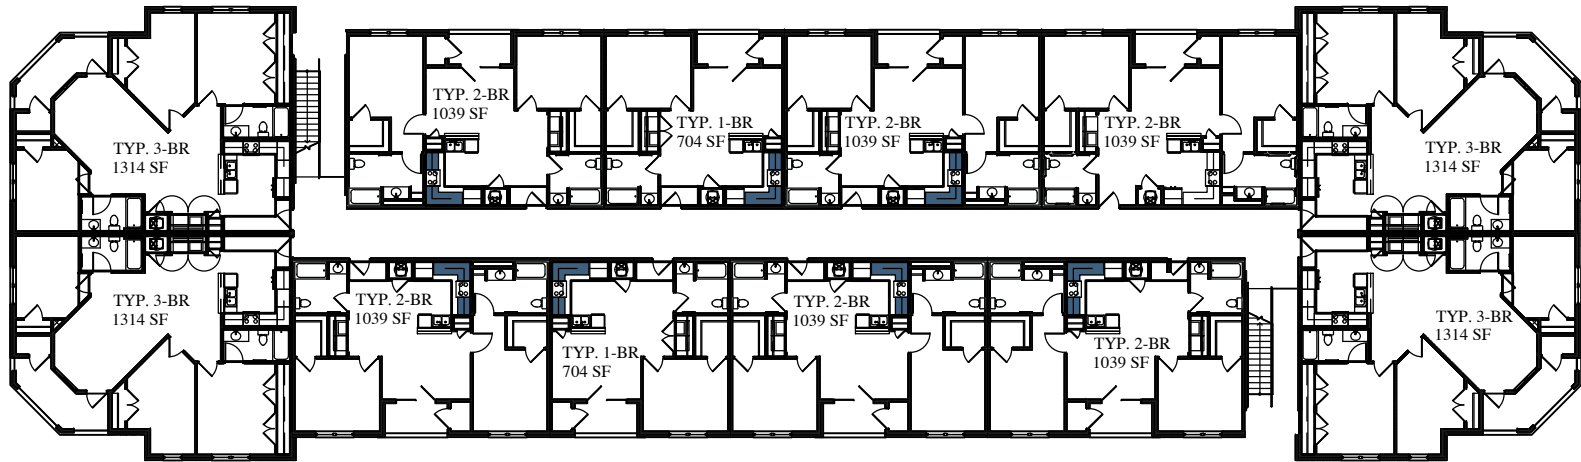 TYP. 2-BR
1039 SF
TYP. 1-BR
704 SF
TYP. 2-BR
1039 SF
TYP. 2-BR
1039 SF
TYP. 3-BR
1314 SF
TYP. 3-BR
1314 SF
TYP. 3-BR
1314 SF
TYP. 2-BR
1039 SF
TYP. 1-BR
704 SF
TYP. 2-BR
1039 SF
TYP. 2-BR
1039 SF
TYP. 3-BR
1314 SF